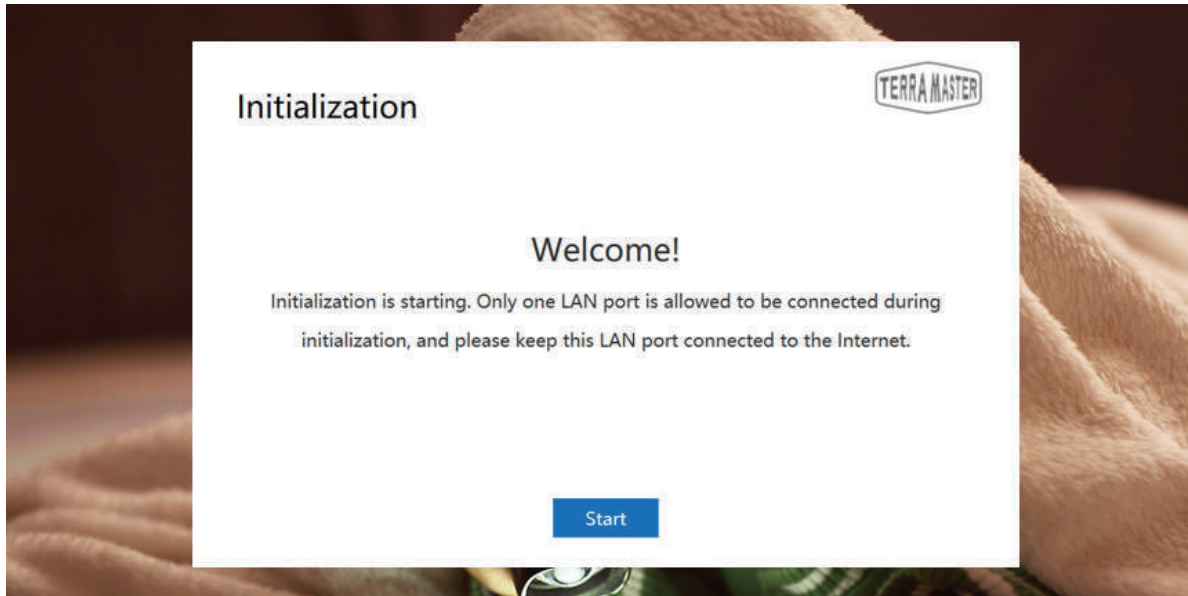 Initialization
TERRA MASTER
Welcome!
Initialization is starting. Only one LAN port is allowed to be connected during
initialization, and please keep this LAN port connected to the Internet.
Start